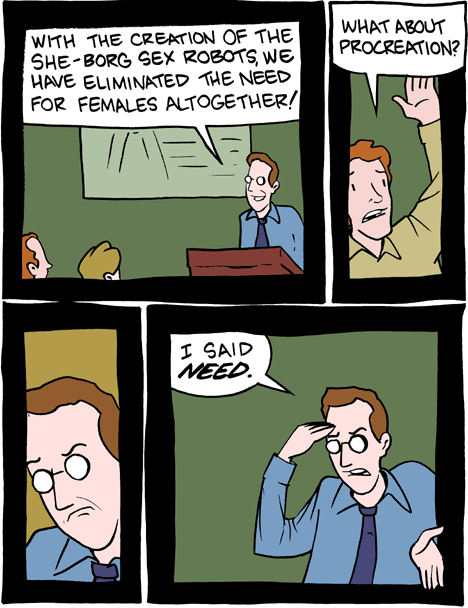 WITH THE CREATION OF THE
SHE-BORG SEX ROBOTS, WE
HAVE ELIMINATED THE NEED
FOR FEMALES ALTOGETHER!
WHAT ABOUT
PROCREATION?
I SAID
NEED.